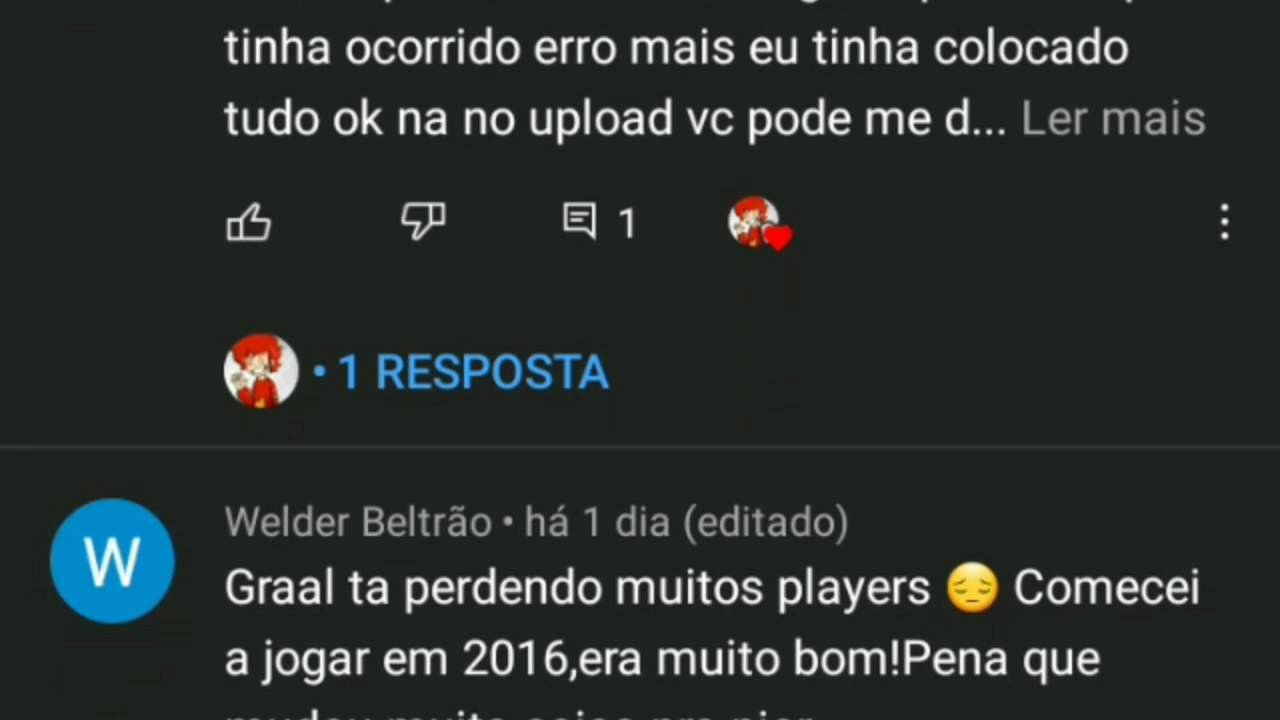 tinha ocorrido erro mais eu tinha colocado
tudo ok na no upload vc pode me d... Ler mais
1
• 1 RESPOSTA
W
Welder Beltrão • há 1 dia (editado)
Graal ta perdendo muitos players 😔 Comecei
a jogar em 2016,era muito bom!Pena que